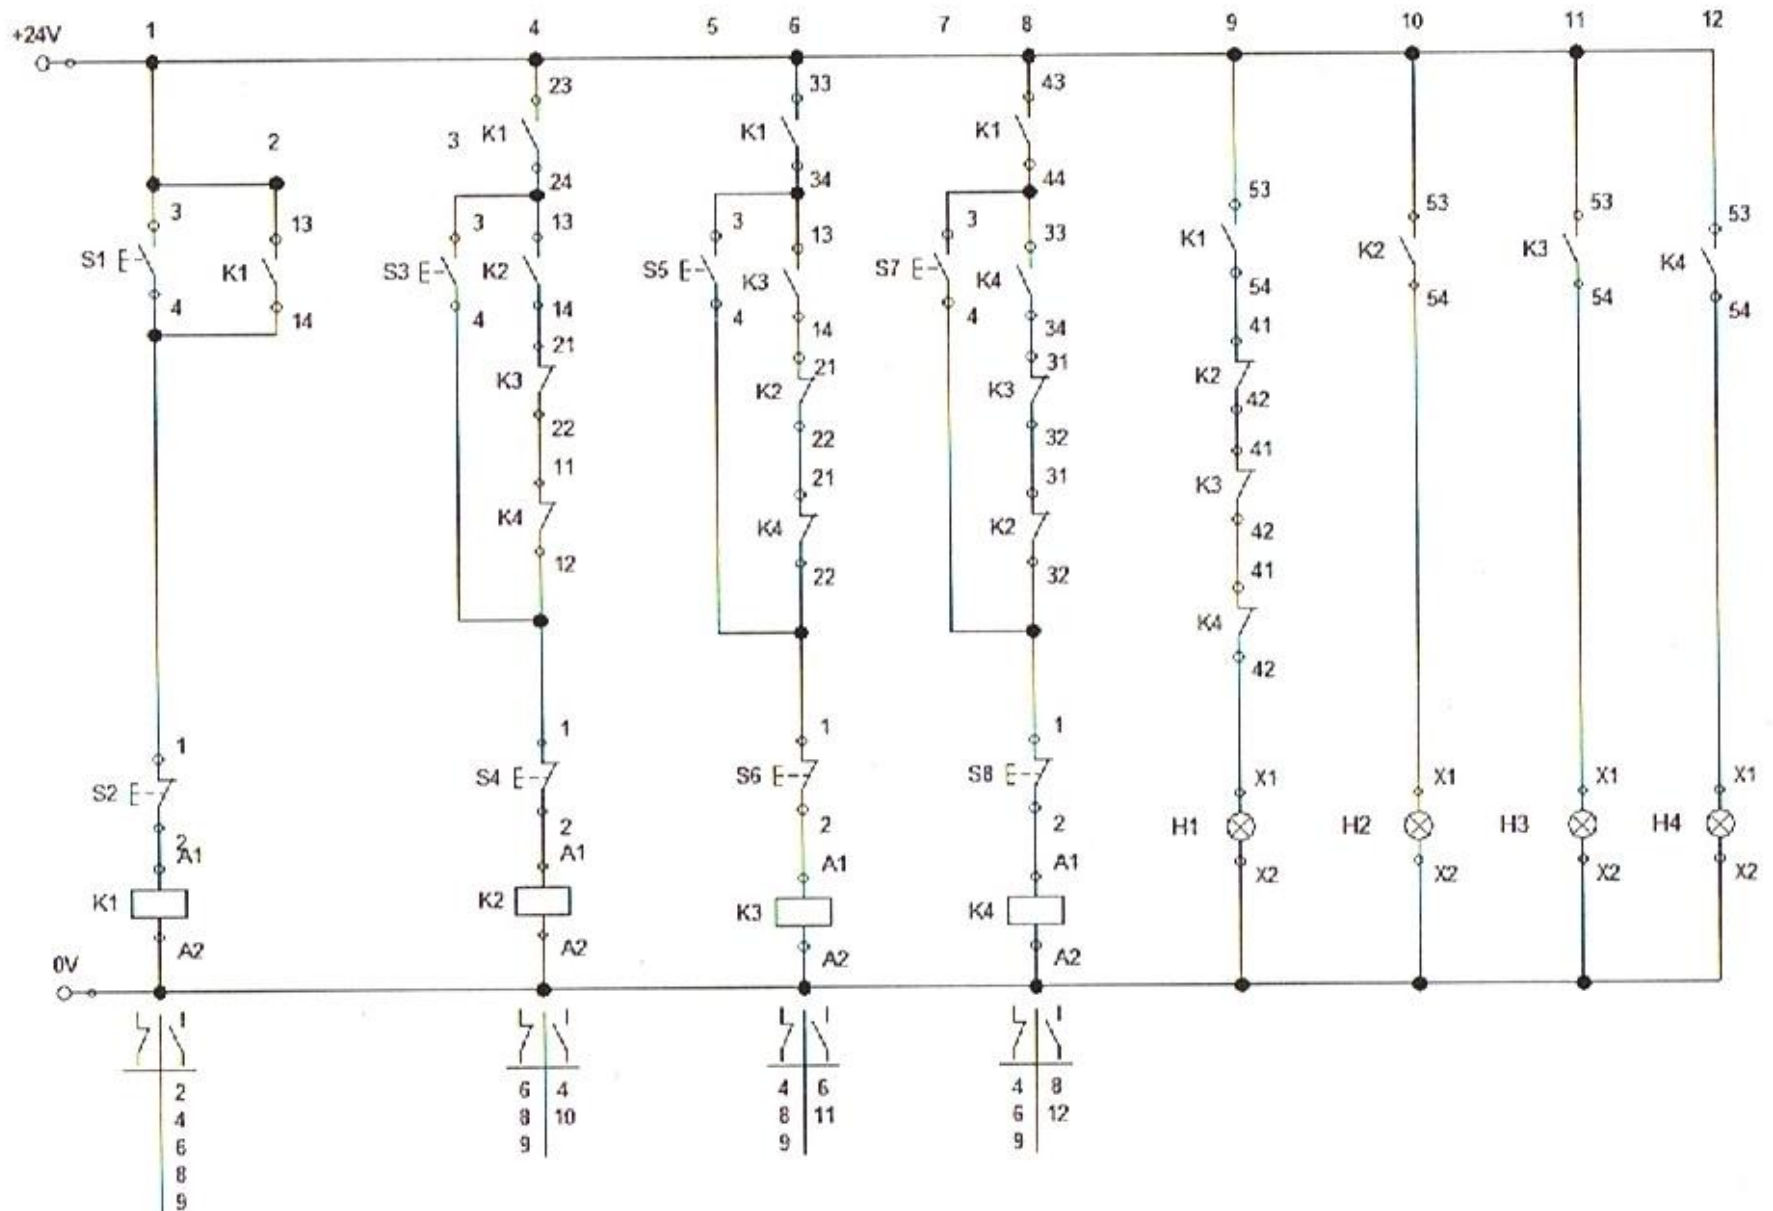 1 4 5 6 7 8 9 10 11 12
+24V
23 33 43
K1 K1 K1
2 3
24 34 44
3 13 3 13 3 13 3 33 53 53 53 53
S1 K1 S3 K2 S5 K3 S7 K4 K1 K2 K3 K4
4 14 4 14 4 14 4 34 54 54 54 54
21 21 31 41
K3 K2 K3 K2
22 22 32 42
11 21 31 41
K4 K4 K2 K3
12 22 32 42
41
K4
42
1 1 1 1
S2 S4 S6 S8
2 2 2 2
X1 X1 X1 X1
H1 H2 H3 H4
X2 X2 X2 X2
A1 A1 A1 A1
K1 K2 K3 K4
A2 A2 A2 A2
0V
2 6 4 4 6 4 8
4 8 10 8 11 6 12
6 9 9 9
8
9